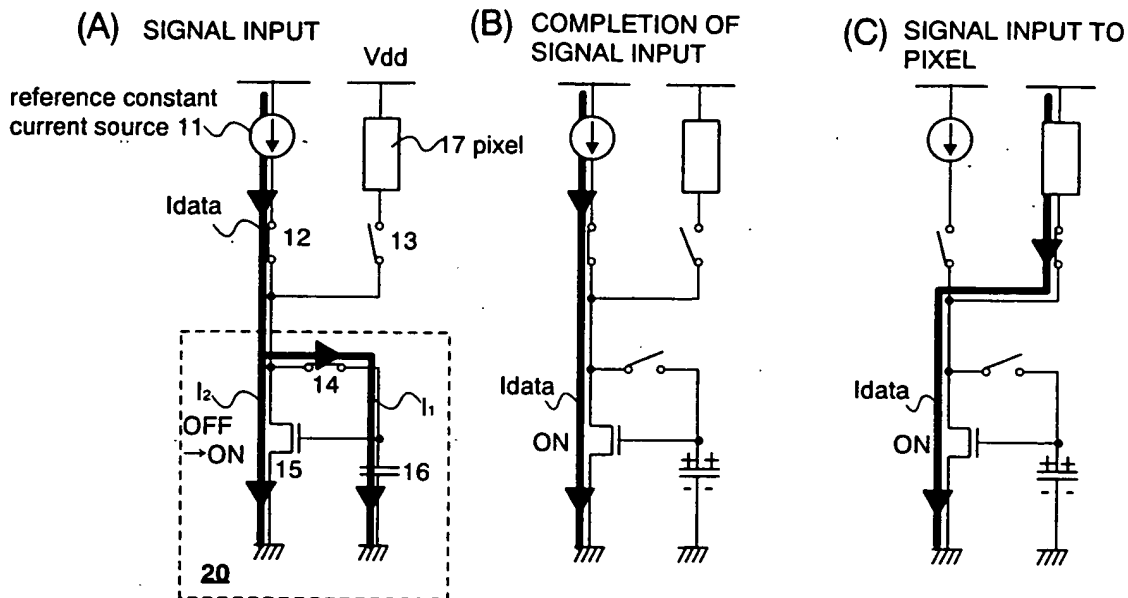 (A) SIGNAL INPUT
Vdd
reference constant
current source 11
17 pixel
Idata
12
13
14
I2
I1
OFF
→ON
15
16
20
(B) COMPLETION OF
SIGNAL INPUT
Idata
ON
+ +
- -
(C) SIGNAL INPUT TO
PIXEL
Idata
ON
+ +
- -